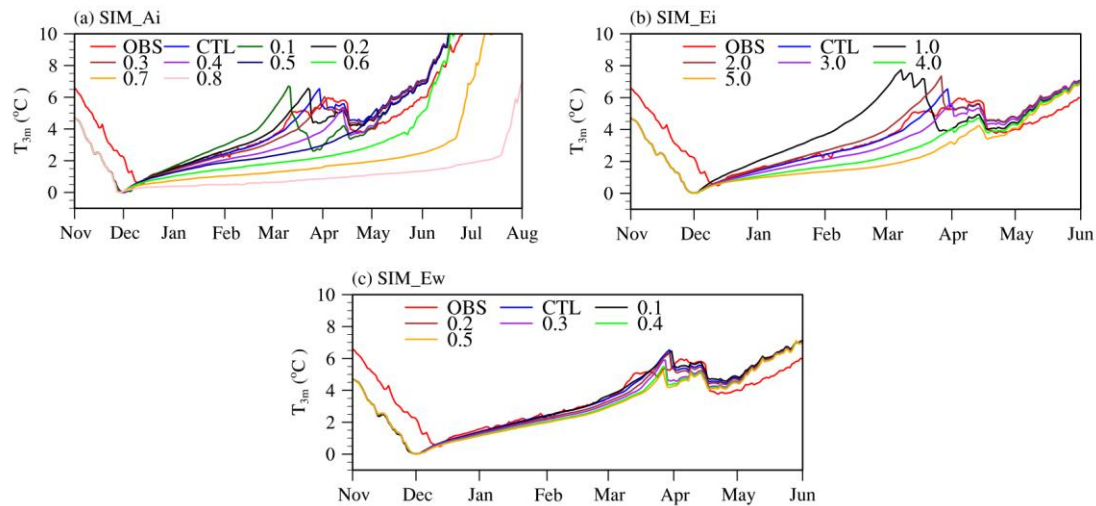 (a) SIM_Ai
10
8
6
4
2
0
T3m (°C)
OBS CTL 0.1 0.2
0.3 0.4 0.5 0.6
0.7 0.8
Nov Dec Jan Feb Mar Apr May Jun Jul Aug
(b) SIM_Ei
10
8
6
4
2
0
T3m (°C)
OBS CTL 1.0
2.0 3.0 4.0
5.0
Nov Dec Jan Feb Mar Apr May Jun
(c) SIM_Ew
10
8
6
4
2
0
T3m (°C)
OBS CTL 0.1
0.2 0.3 0.4
0.5
Nov Dec Jan Feb Mar Apr May Jun